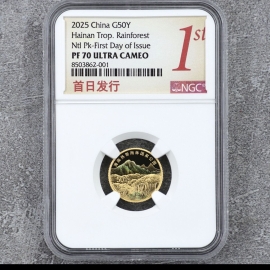 2025 China G50Y
Hainan Trop. Rainforest
Ntl Pk-First Day of Issue
PF 70 ULTRA CAMEO
8503862-001
首日发行
1st
NGC